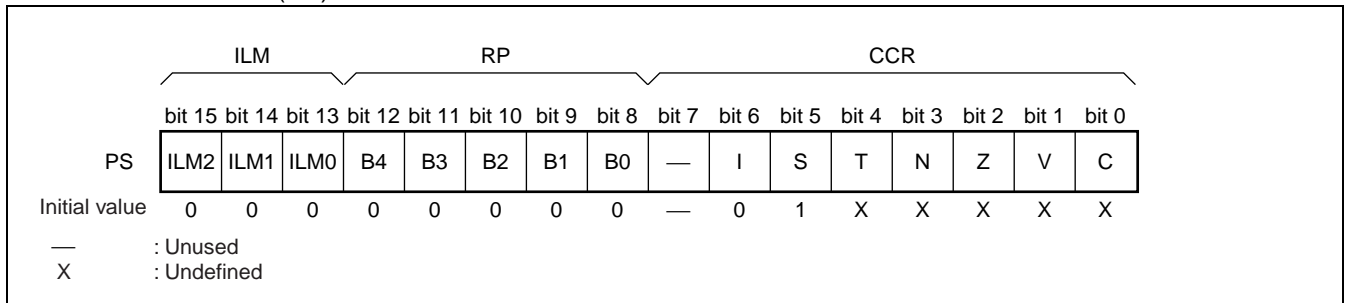 ILM RP CCR
bit 15 bit 14 bit 13 bit 12 bit 11 bit 10 bit 9 bit 8 bit 7 bit 6 bit 5 bit 4 bit 3 bit 2 bit 1 bit 0
PS ILM2 ILM1 ILM0 B4 B3 B2 B1 B0 — I S T N Z V C
Initial value 0 0 0 0 0 0 0 0 — 0 1 X X X X X
— : Unused
X : Undefined